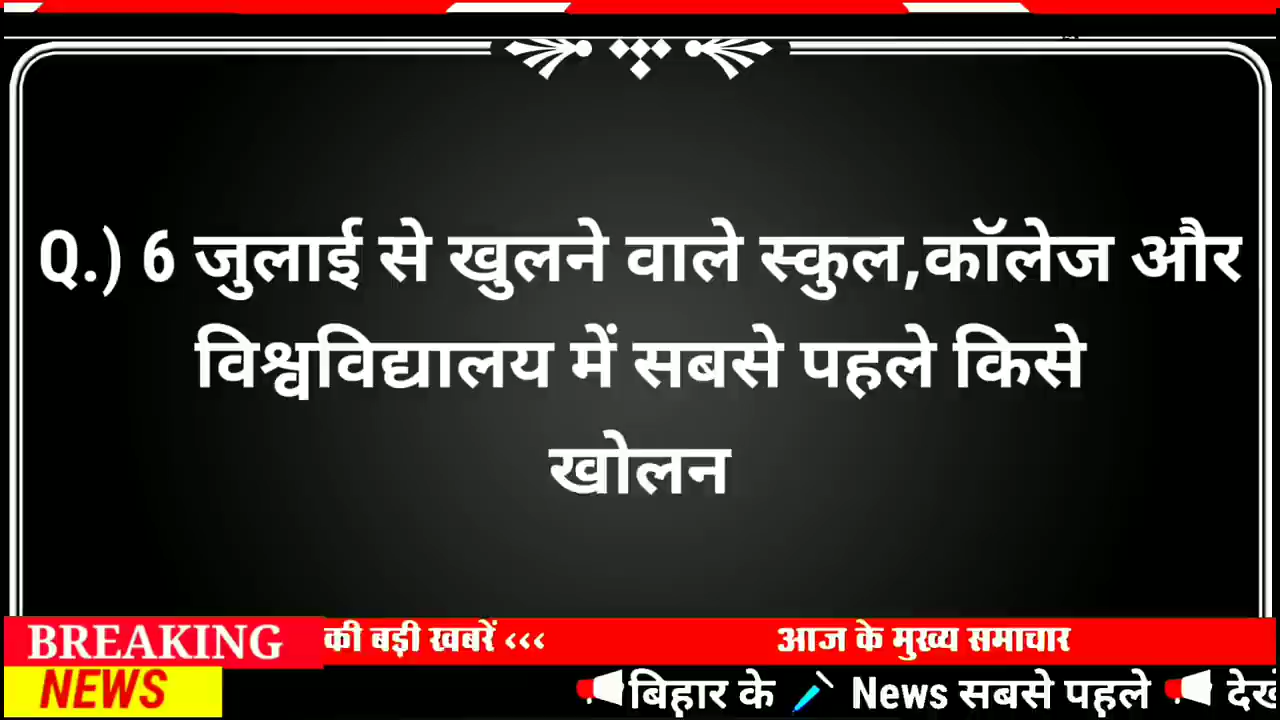 Q.) 6 जुलाई से खुलने वाले स्कुल,कॉलेज और
विश्वविद्यालय में सबसे पहले किसे
खोलन
BREAKING
NEWS
की बड़ी खबरें ‹‹‹ आज के मुख्य समाचार
बिहार के News सबसे पहले